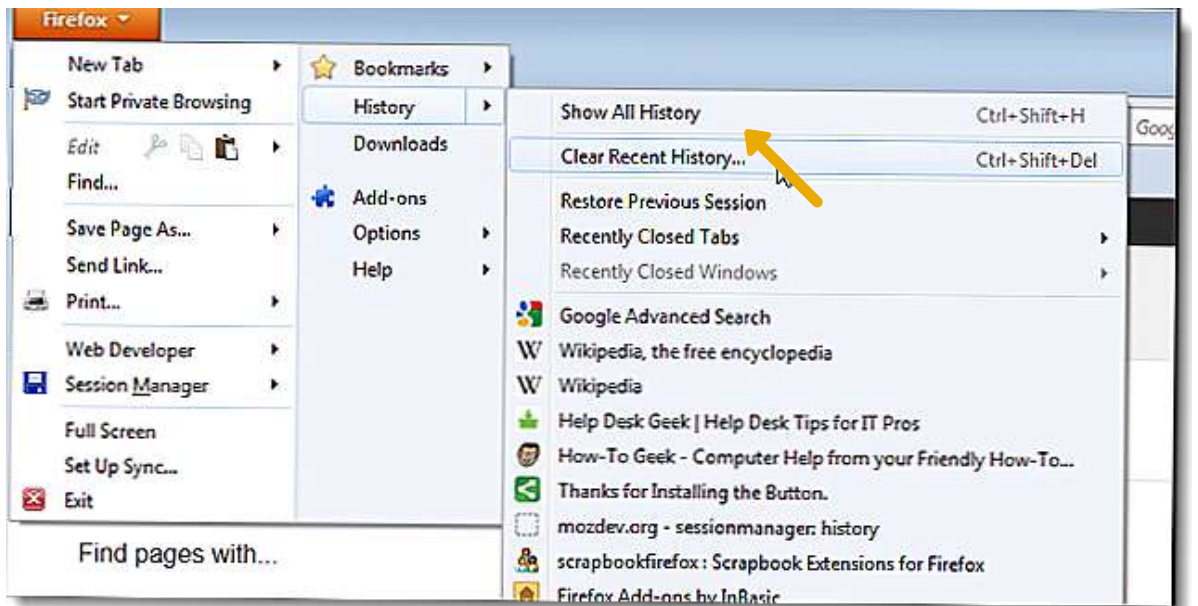 Firefox
New Tab
Start Private Browsing
Edit
Find...
Save Page As...
Send Link...
Print...
Web Developer
Session Manager
Full Screen
Set Up Sync...
Exit
Bookmarks
History
Downloads
Add-ons
Options
Help
Show All History Ctrl+Shift+H
Clear Recent History... Ctrl+Shift+Del
Restore Previous Session
Recently Closed Tabs
Recently Closed Windows
Google Advanced Search
W Wikipedia, the free encyclopedia
W Wikipedia
Help Desk Geek | Help Desk Tips for IT Pros
How-To Geek - Computer Help from your Friendly How-To...
Thanks for Installing the Button.
mozdev.org - sessionmanager: history
scrapbookfirefox : Scrapbook Extensions for Firefox
Firefox Add-ons by InBasic
Goog
Find pages with...